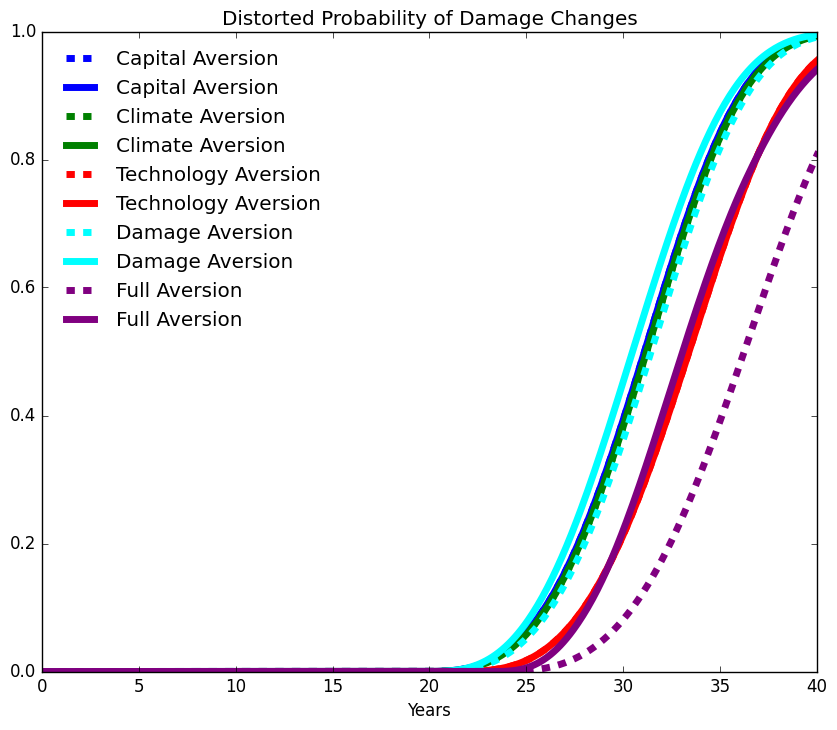 Distorted Probability of Damage Changes
1.0
0.8
0.6
0.4
0.2
0.0
Capital Aversion
Capital Aversion
Climate Aversion
Climate Aversion
Technology Aversion
Technology Aversion
Damage Aversion
Damage Aversion
Full Aversion
Full Aversion
0 5 10 15 20 25 30 35 40
Years